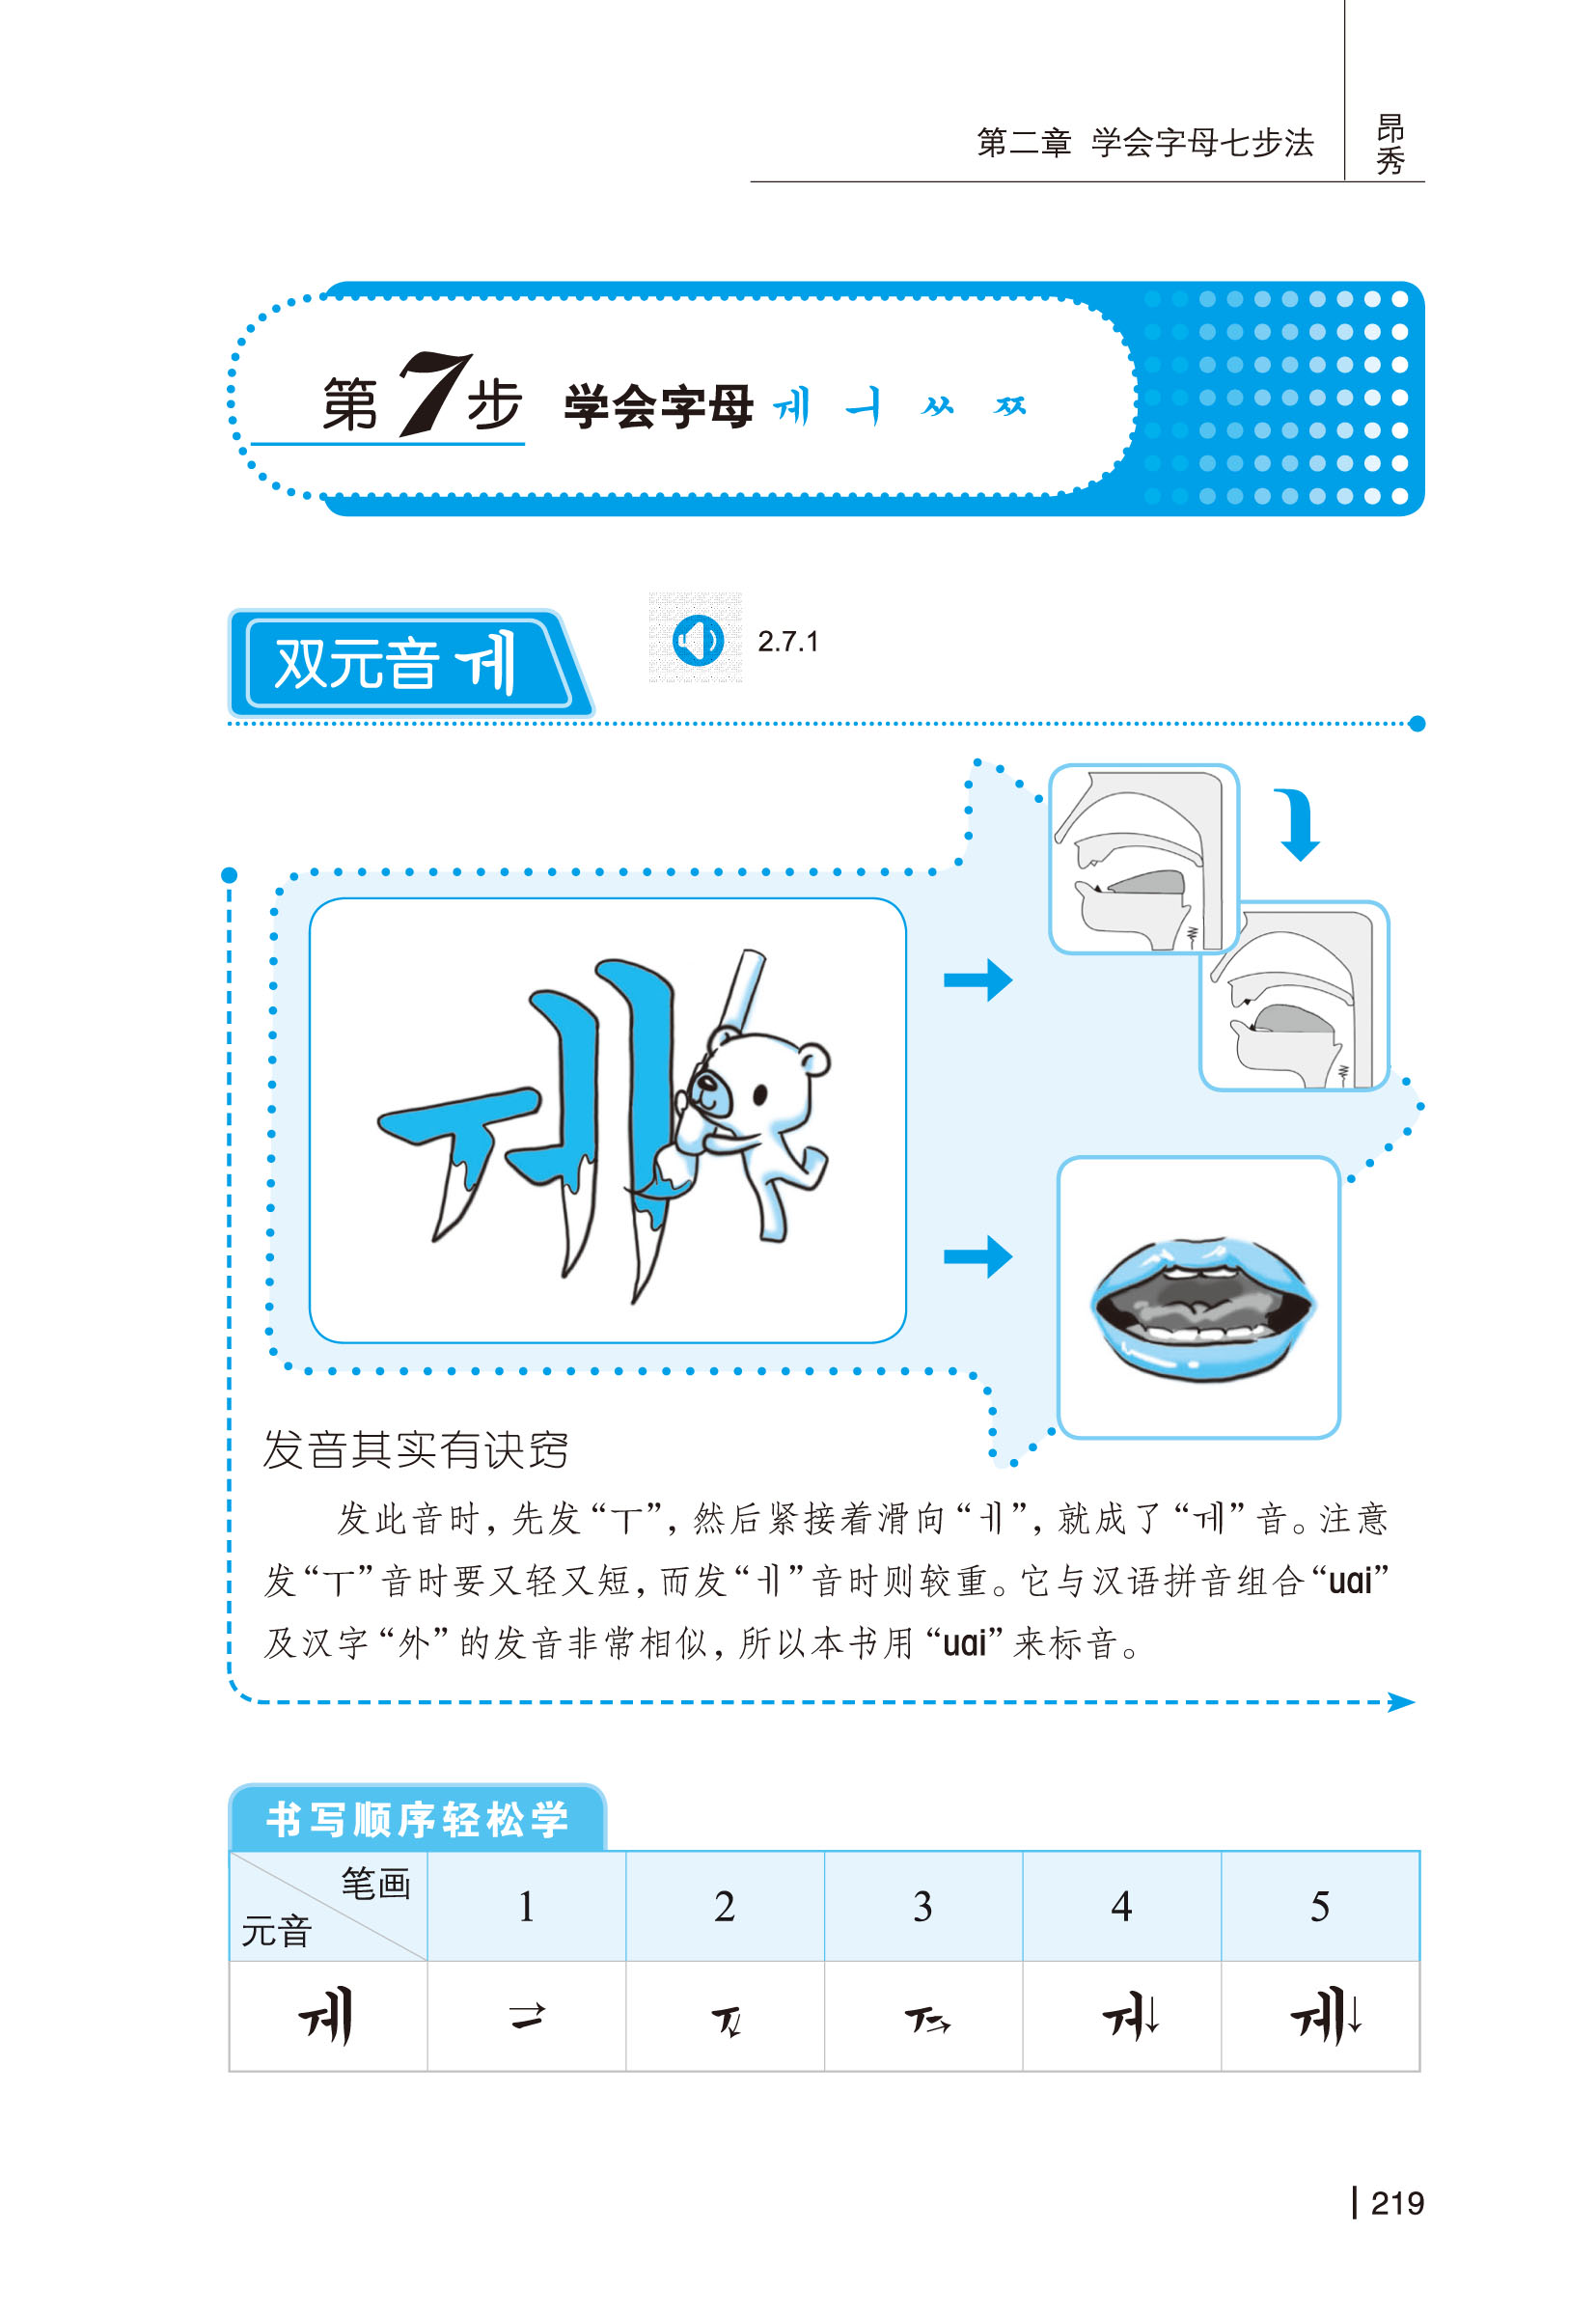 第二章 学会字母七步法
昂秀
第7步 学会字母 ㅞ ㅓ ㅆ ㅉ
双元音 ㅞ
2.7.1
ㅞ
发音其实有诀窍
发此音时，先发“ㅜ”，然后紧接着滑向“ㅔ”，就成了“ㅞ”音。注意
发“ㅜ”音时要又轻又短，而发“ㅔ”音时则较重。它与汉语拼音组合“uai”
及汉字“外”的发音非常相似，所以本书用“uai”来标音。
书写顺序轻松学
笔画 1 2 3 4 5
元音
ㅞ → ㅡ ㅜ ㅜ- → ㅝ↓ ㅞ↓
219